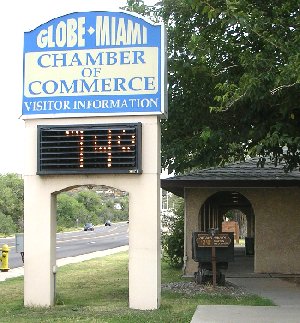 GLOBE • MIAMI
CHAMBER
OF
COMMERCE
VISITOR INFORMATION